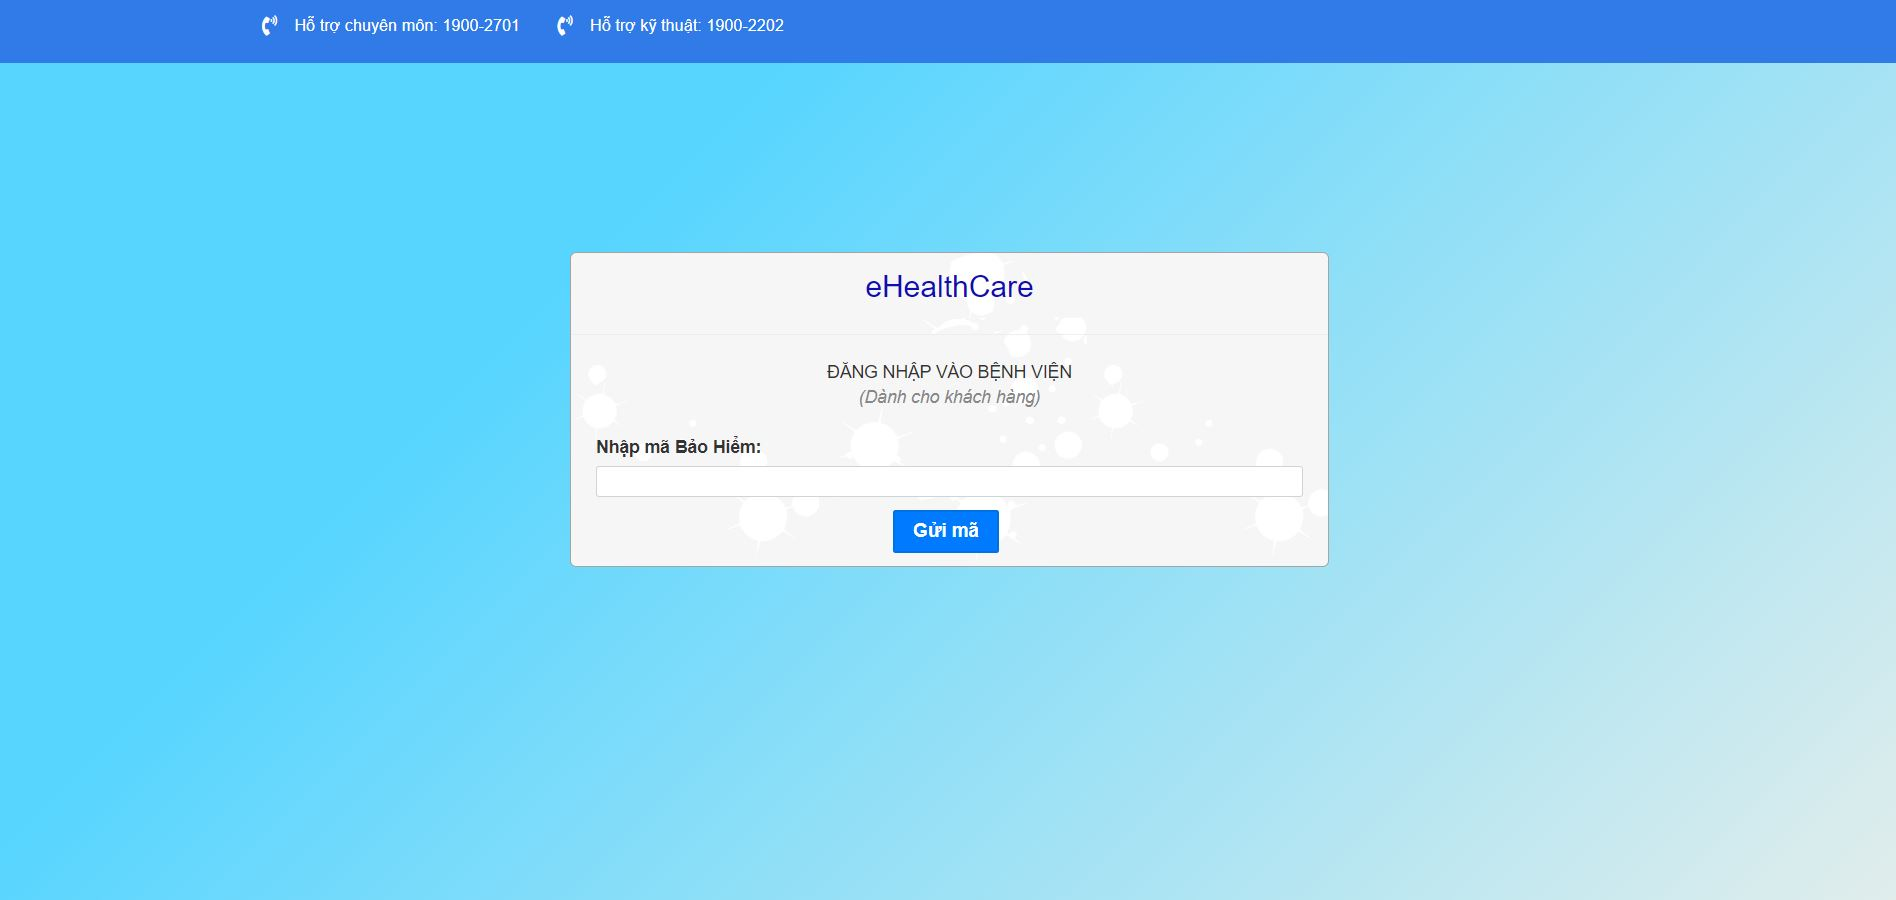 Hỗ trợ chuyên môn: 1900-2701 Hỗ trợ kỹ thuật: 1900-2202
eHealthCare
ĐĂNG NHẬP VÀO BỆNH VIỆN
(Dành cho khách hàng)
Nhập mã Bảo Hiểm:
Gửi mã